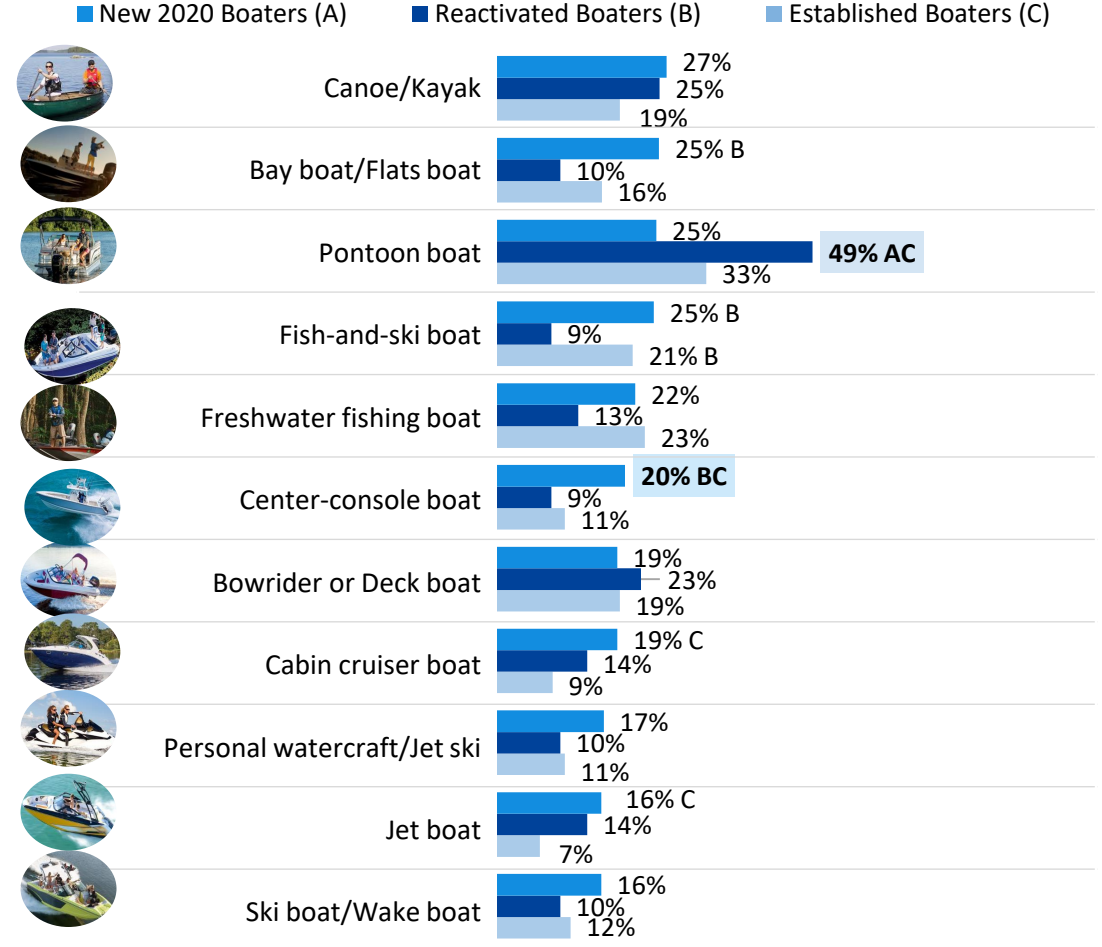 New 2020 Boaters (A) Reactivated Boaters (B) Established Boaters (C)
Canoe/Kayak
27%
25%
19%
Bay boat/Flats boat
25% B
10%
16%
Pontoon boat
25%
49% AC
33%
Fish-and-ski boat
25% B
9%
21% B
Freshwater fishing boat
22%
13%
23%
Center-console boat
20% BC
9%
11%
Bowrider or Deck boat
19%
23%
19%
Cabin cruiser boat
19% C
14%
9%
Personal watercraft/Jet ski
17%
10%
11%
Jet boat
16% C
14%
7%
Ski boat/Wake boat
16%
10%
12%